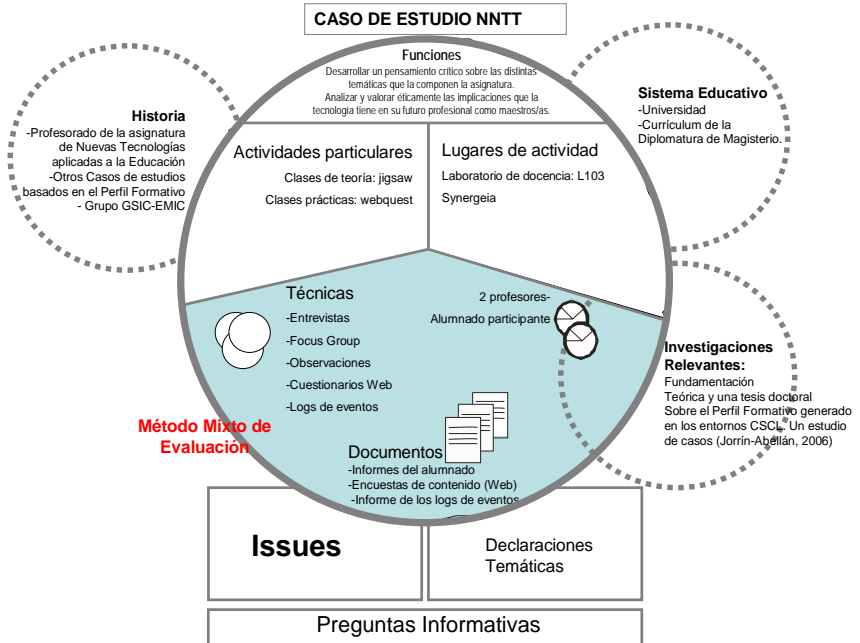 CASO DE ESTUDIO NNTT
Funciones
Desarrollar un pensamiento crítico sobre las distintas
temáticas que la componen la asignatura.
Analizar y valorar éticamente las implicaciones que la
tecnología tiene en su futuro profesional como maestros/as.
Historia
-Profesorado de la asignatura
de Nuevas Tecnologías
aplicadas a la Educación
-Otros Casos de estudios
basados en el Perfil Formativo
- Grupo GSIC-EMIC
Sistema Educativo
-Universidad
-Currículum de la
Diplomatura de Magisterio.
Actividades particulares
Clases de teoría: jigsaw
Clases prácticas: webquest
Lugares de actividad
Laboratorio de docencia: L103
Synergeia
Técnicas
-Entrevistas
-Focus Group
-Observaciones
-Cuestionarios Web
-Logs de eventos
2 profesores-
Alumnado participante
Investigaciones
Relevantes:
Fundamentación
Teórica y una tesis doctoral
Sobre el Perfil Formativo generado
en los entornos CSCL. Un estudio
de casos (Jorrín-Abellán, 2006)
Método Mixto de
Evaluación
Documentos
-Informes del alumnado
-Encuestas de contenido (Web)
-Informe de los logs de eventos
Issues
Declaraciones
Temáticas
Preguntas Informativas